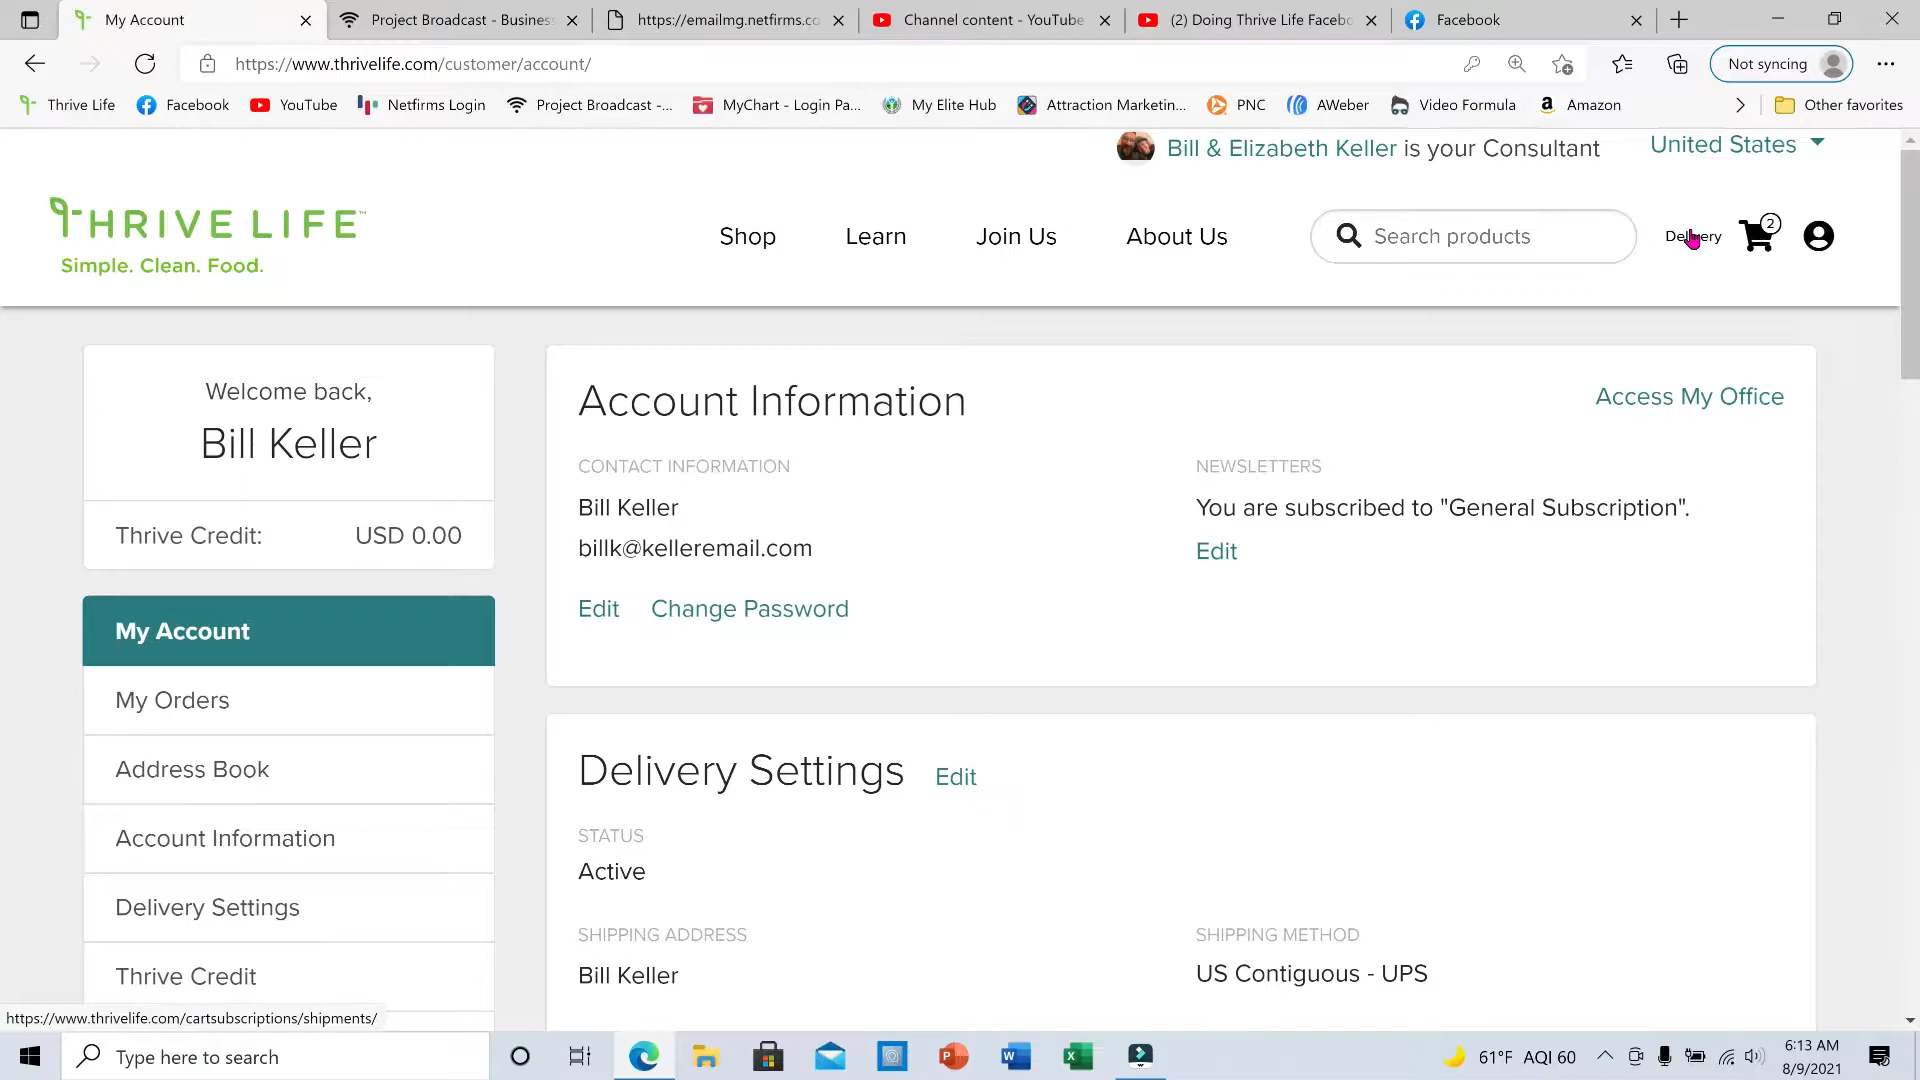 My Account
Project Broadcast - Business
https://emailmg.netfirms.co
Channel content - YouTube
(2) Doing Thrive Life Facebo
Facebook
https://www.thrivelife.com/customer/account/
Not syncing
Thrive Life
Facebook
YouTube
Netfirms Login
Project Broadcast -...
MyChart - Login Pa...
My Elite Hub
Attraction Marketin...
PNC
AWeber
Video Formula
Amazon
Other favorites
Bill & Elizabeth Keller is your Consultant
United States
THRIVE LIFE™
Simple. Clean. Food.
Shop
Learn
Join Us
About Us
Search products
Delivery
2
Welcome back,
Bill Keller
Thrive Credit: USD 0.00
My Account
My Orders
Address Book
Account Information
Delivery Settings
Thrive Credit
Account Information
Access My Office
CONTACT INFORMATION
Bill Keller
billk@kelleremail.com
Edit Change Password
NEWSLETTERS
You are subscribed to "General Subscription".
Edit
Delivery Settings Edit
STATUS
Active
SHIPPING ADDRESS
Bill Keller
SHIPPING METHOD
US Contiguous - UPS
https://www.thrivelife.com/cartsubscriptions/shipments/
Type here to search
61°F AQI 60
6:13 AM
8/9/2021